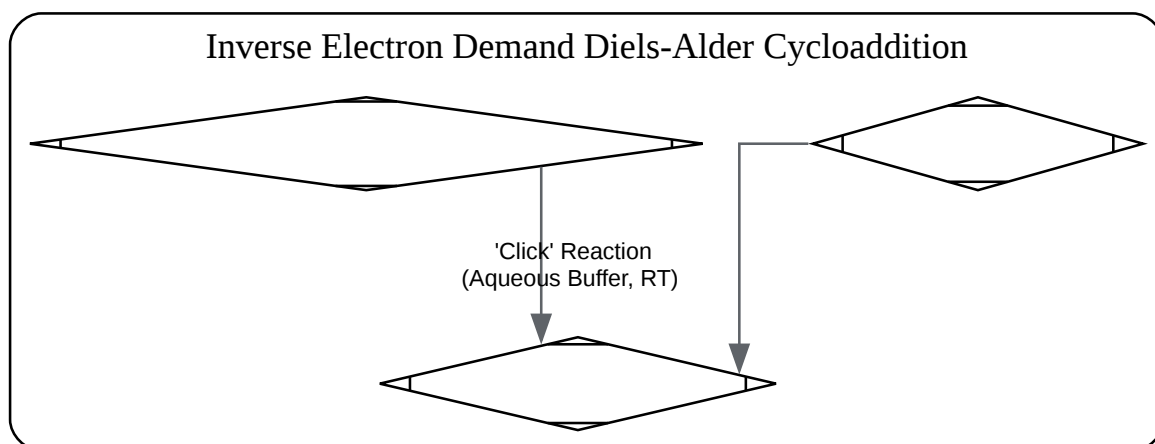 Inverse Electron Demand Diels-Alder Cycloaddition
'Click' Reaction
(Aqueous Buffer, RT)